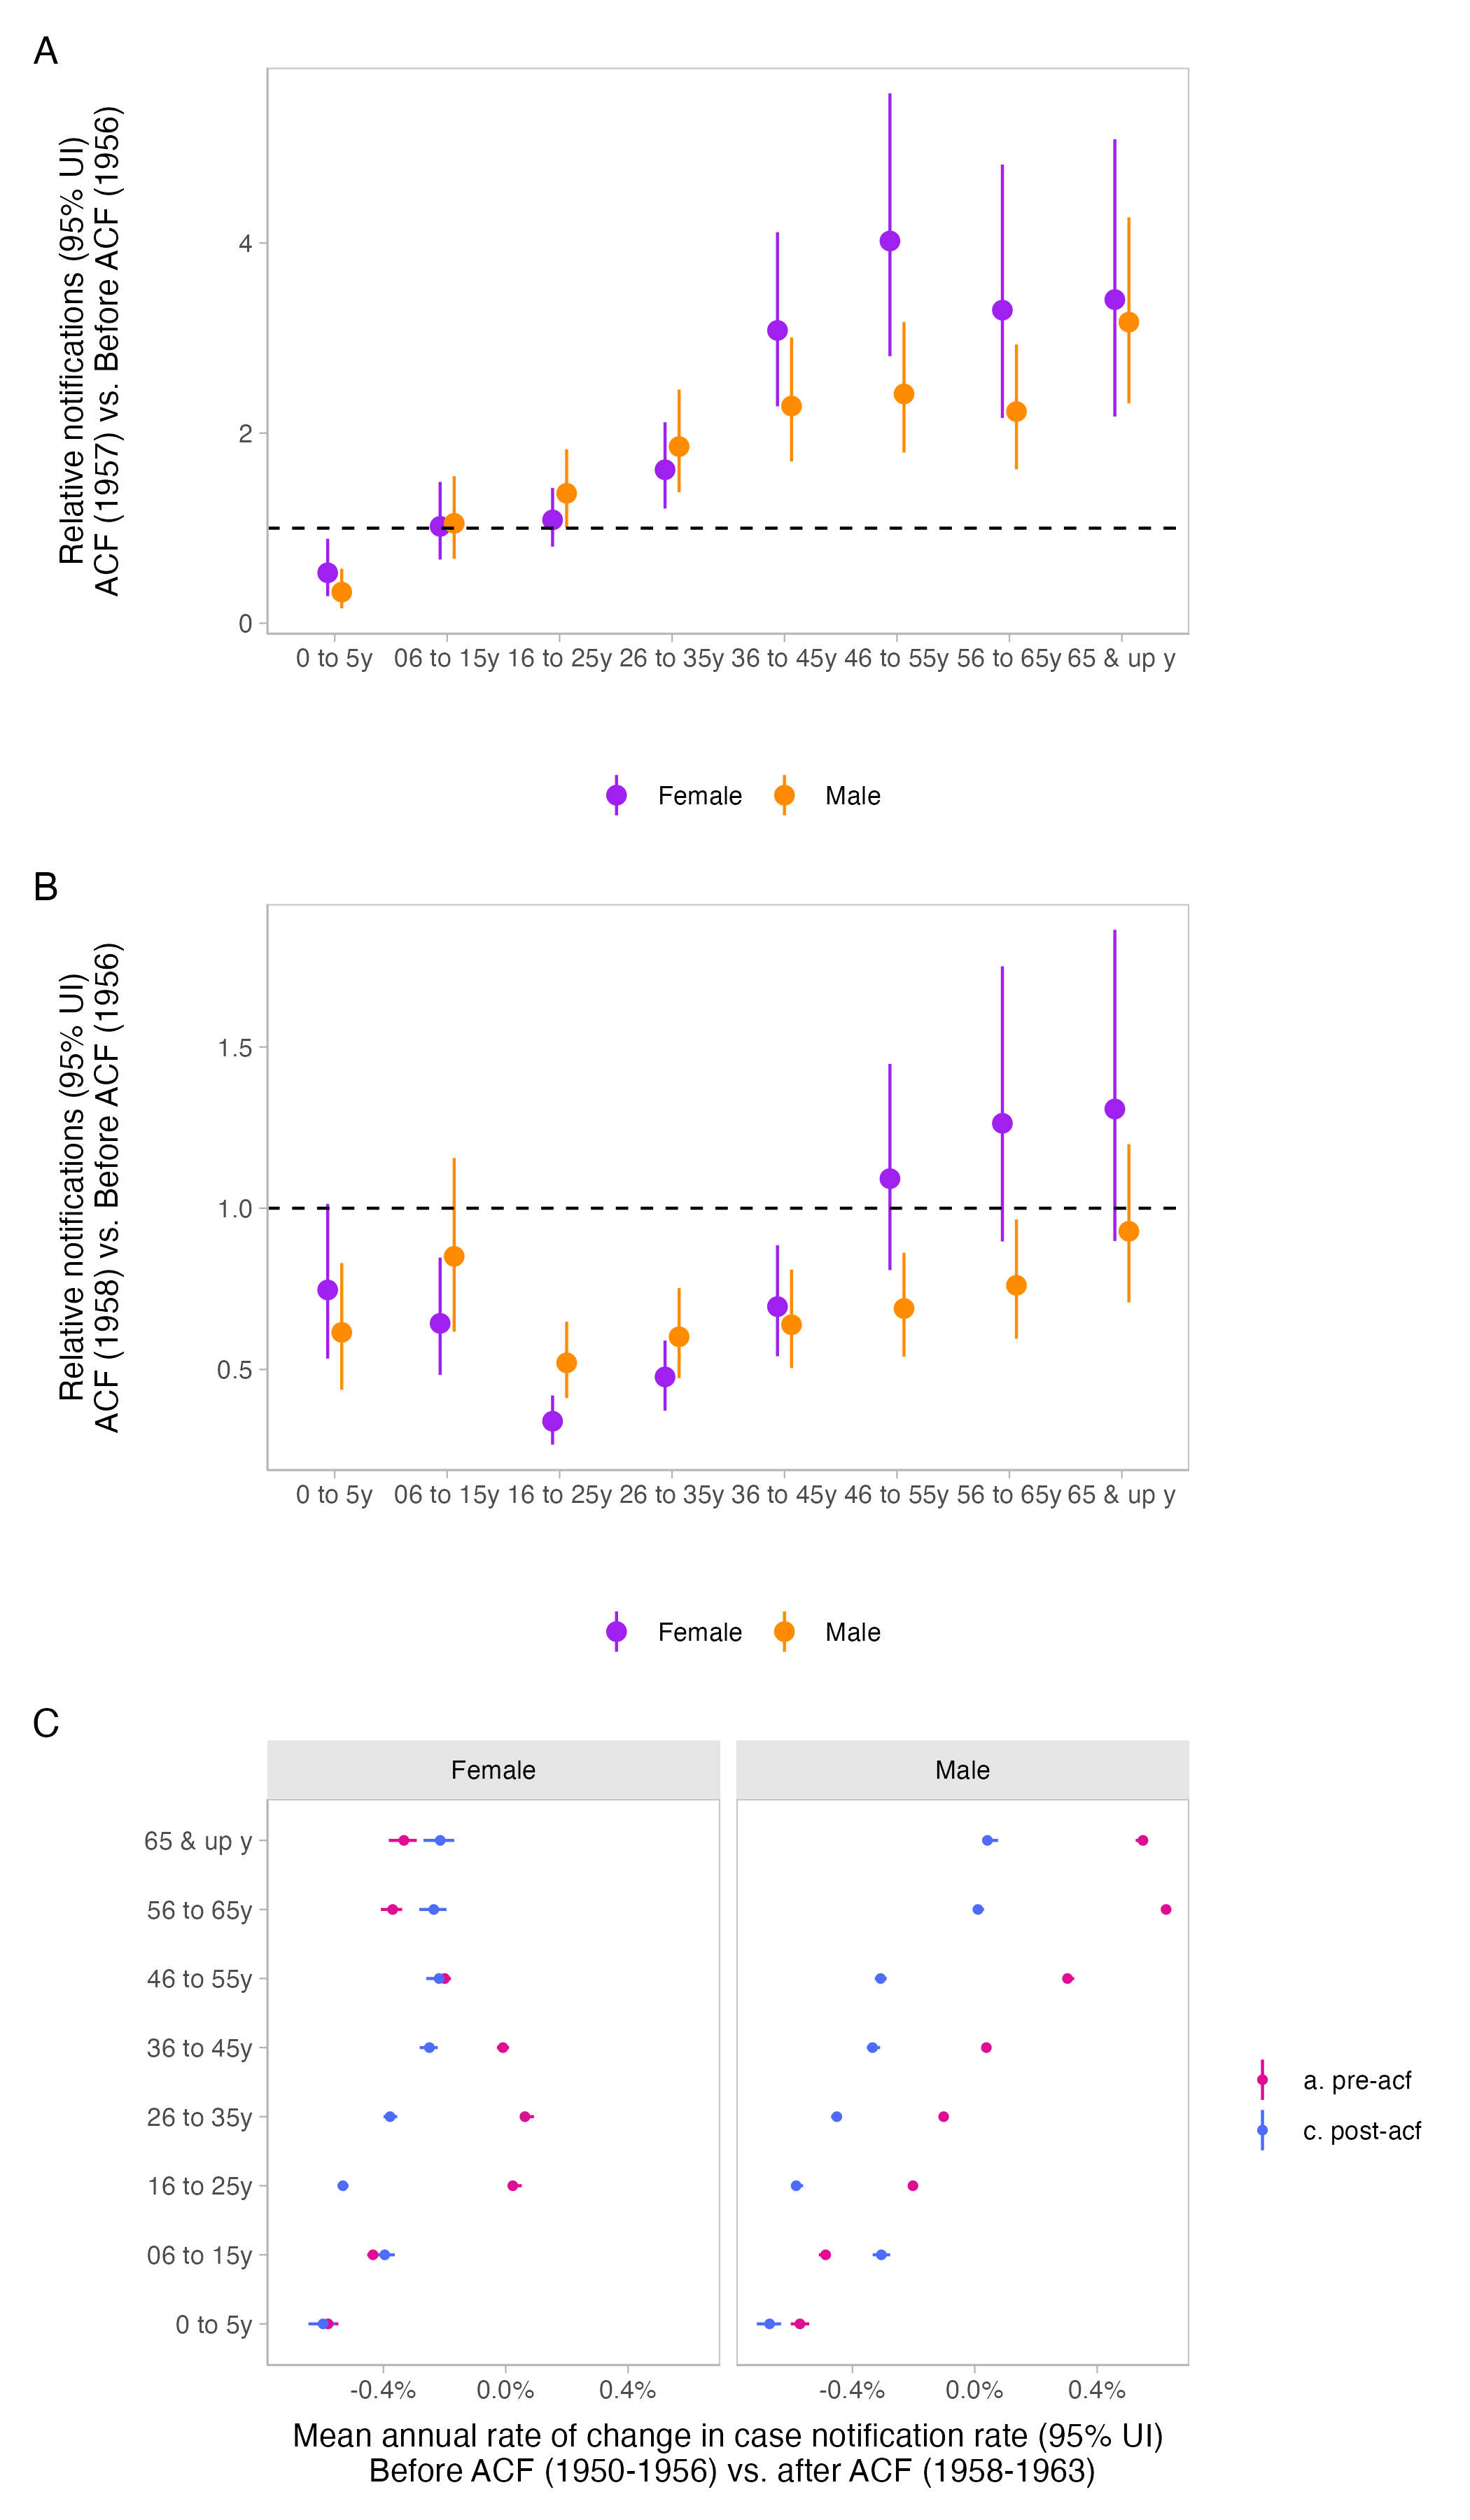 A
Relative notifications (95% UI)
ACF (1957) vs. Before ACF (1956)
4
2
0
0 to 5y 06 to 15y 16 to 25y 26 to 35y 36 to 45y 46 to 55y 56 to 65y 65 & up y
Female Male
B
Relative notifications (95% UI)
ACF (1958) vs. Before ACF (1956)
1.5
1.0
0.5
0 to 5y 06 to 15y 16 to 25y 26 to 35y 36 to 45y 46 to 55y 56 to 65y 65 & up y
Female Male
C
Female Male
65 & up y
56 to 65y
46 to 55y
36 to 45y
26 to 35y
16 to 25y
06 to 15y
0 to 5y
a. pre-acf
c. post-acf
-0.4% 0.0% 0.4% -0.4% 0.0% 0.4%
Mean annual rate of change in case notification rate (95% UI)
Before ACF (1950-1956) vs. after ACF (1958-1963)